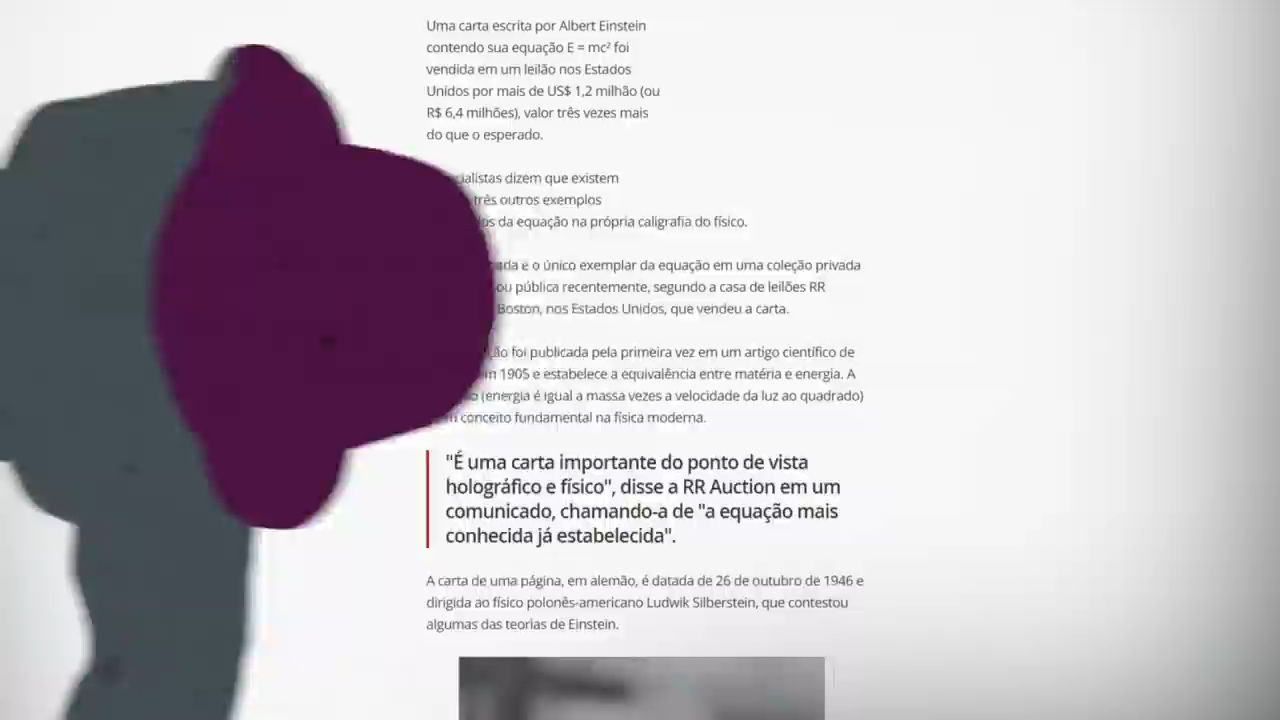 Uma carta escrita por Albert Einstein
contendo sua equação E = mc² foi
vendida em um leilão nos Estados
Unidos por mais de US$ 1,2 milhão (ou
R$ 6,4 milhões), valor três vezes mais
do que o esperado.
dizem que existem
três outros exemplos
da equação na própria caligrafia do físico.
é o único exemplar da equação em uma coleção privada
pública recentemente, segundo a casa de leilões RR
Boston, nos Estados Unidos, que vendeu a carta.
foi publicada pela primeira vez em um artigo científico de
1905 e estabelece a equivalência entre matéria e energia. A
(energia é igual a massa vezes a velocidade da luz ao quadrado)
conceito fundamental na física moderna.
"É uma carta importante do ponto de vista
holográfico e físico", disse a RR Auction em um
comunicado, chamando-a de "a equação mais
conhecida já estabelecida".
A carta de uma página, em alemão, é datada de 26 de outubro de 1946 e
dirigida ao físico polonês-americano Ludwik Silberstein, que contestou
algumas das teorias de Einstein.